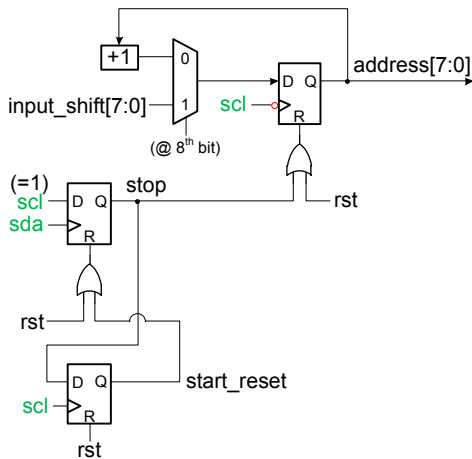 +1
0
1
D Q
R
address[7:0]
input_shift[7:0]
scl
(@ 8th bit)
(=1)
scl
sda
D Q
R
stop
rst
rst
D Q
R
start_reset
scl
rst